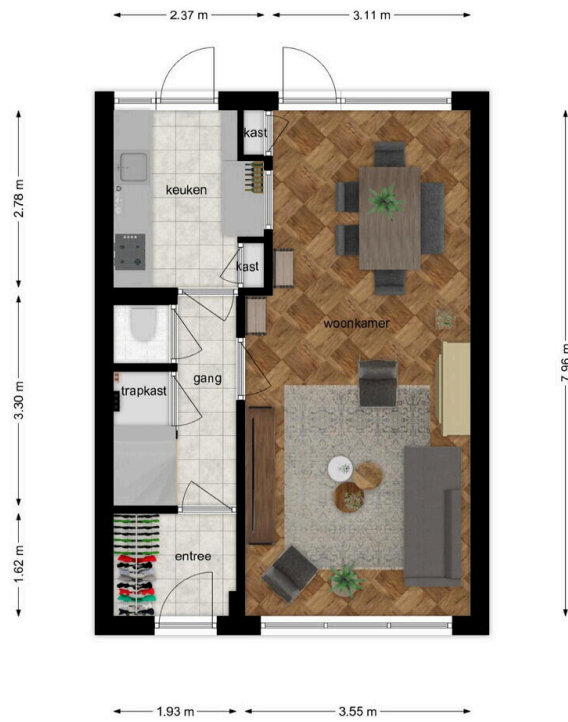 2.37 m
3.11 m
kast
keuken
2.78 m
kast
woonkamer
7.96 m
gang
trapkast
3.30 m
entree
1.62 m
1.93 m
3.55 m